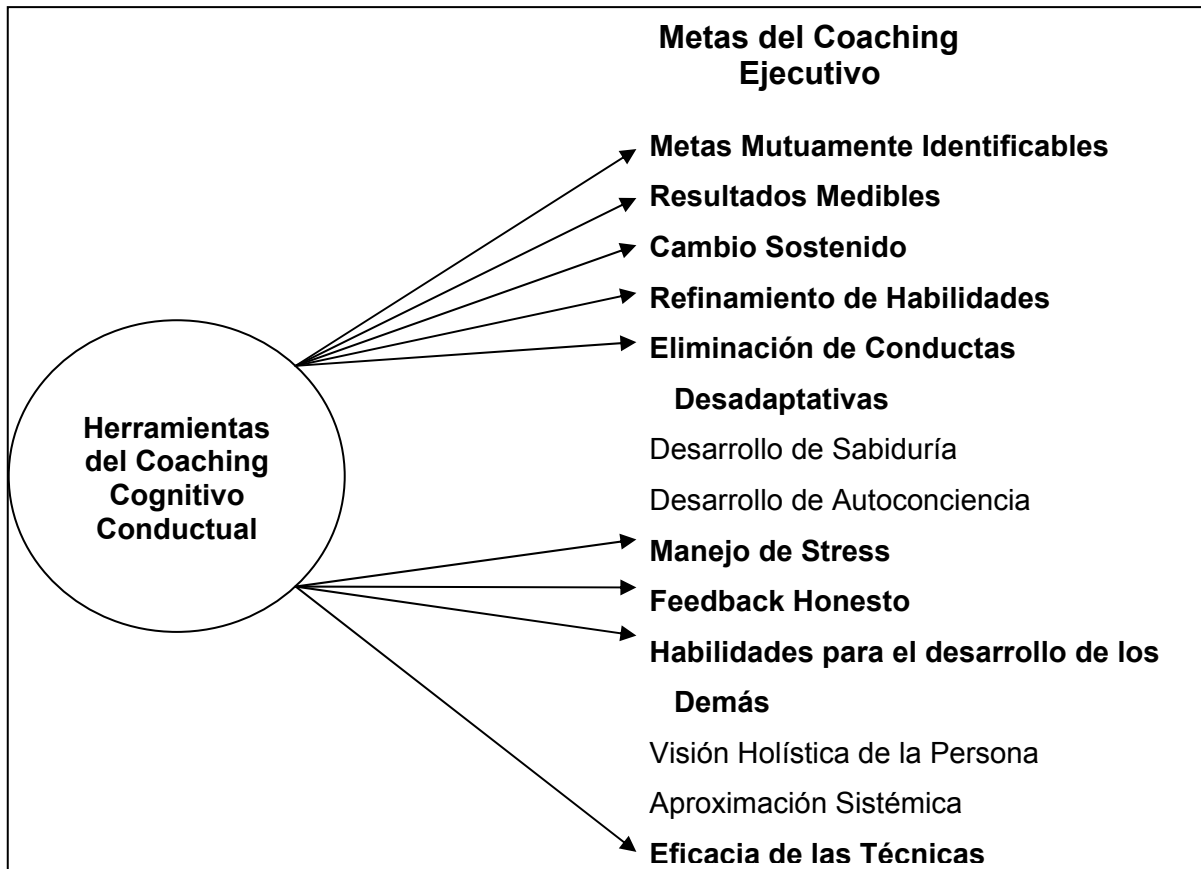 Metas del Coaching
Ejecutivo
Metas Mutuamente Identificables
Resultados Medibles
Cambio Sostenido
Refinamiento de Habilidades
Eliminación de Conductas
Desadaptativas
Desarrollo de Sabiduría
Desarrollo de Autoconciencia
Manejo de Stress
Feedback Honesto
Habilidades para el desarrollo de los
Demás
Visión Holística de la Persona
Aproximación Sistémica
Eficacia de las Técnicas
Herramientas
del Coaching
Cognitivo
Conductual